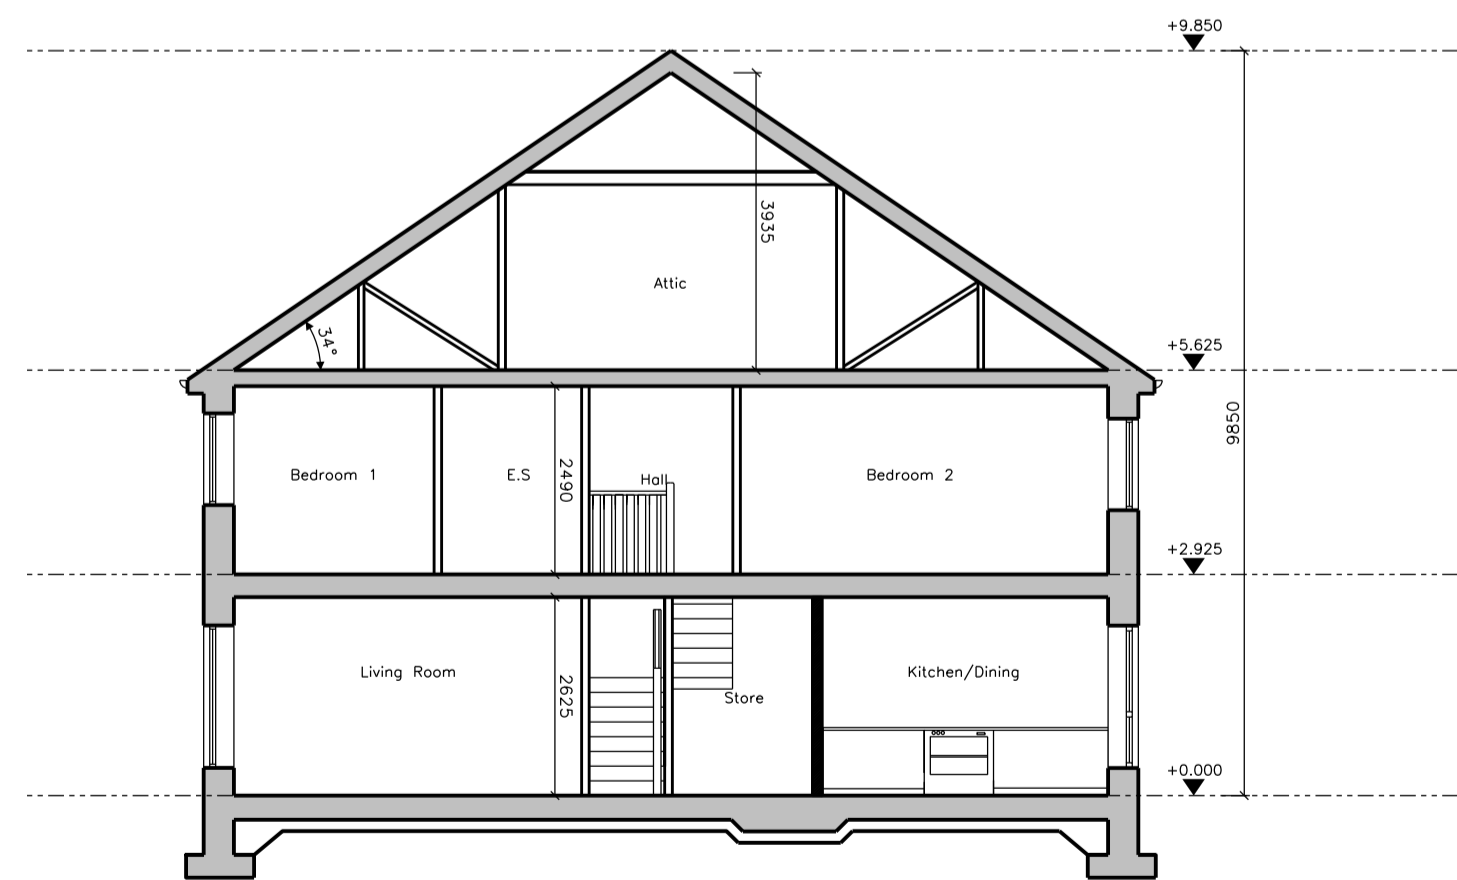 +9.850
3935
Attic
34°
+5.625
9850
Bedroom 1
E.S
2490
Hall
Bedroom 2
+2.925
Living Room
2625
Store
Kitchen/Dining
+0.000